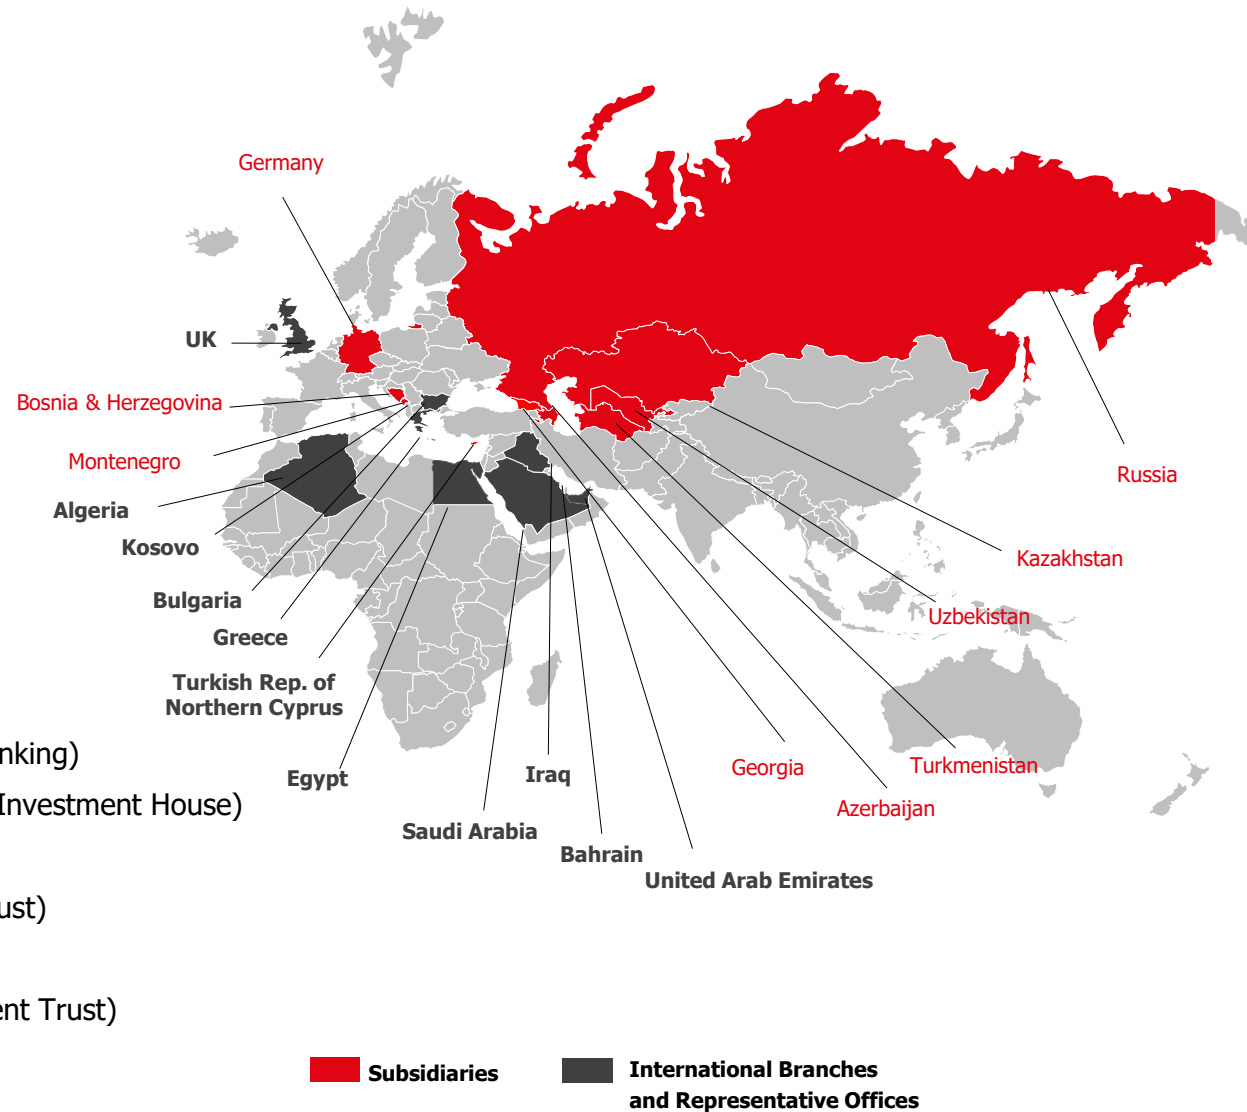 Germany
UK
Bosnia & Herzegovina
Montenegro
Russia
Algeria
Kosovo
Kazakhstan
Bulgaria
Uzbekistan
Greece
Turkish Rep. of
Northern Cyprus
nking)
Egypt
Iraq
Georgia
Turkmenistan
Investment House)
Azerbaijan
Saudi Arabia
Bahrain
United Arab Emirates
ust)
ent Trust)
Subsidiaries
International Branches
and Representative Offices